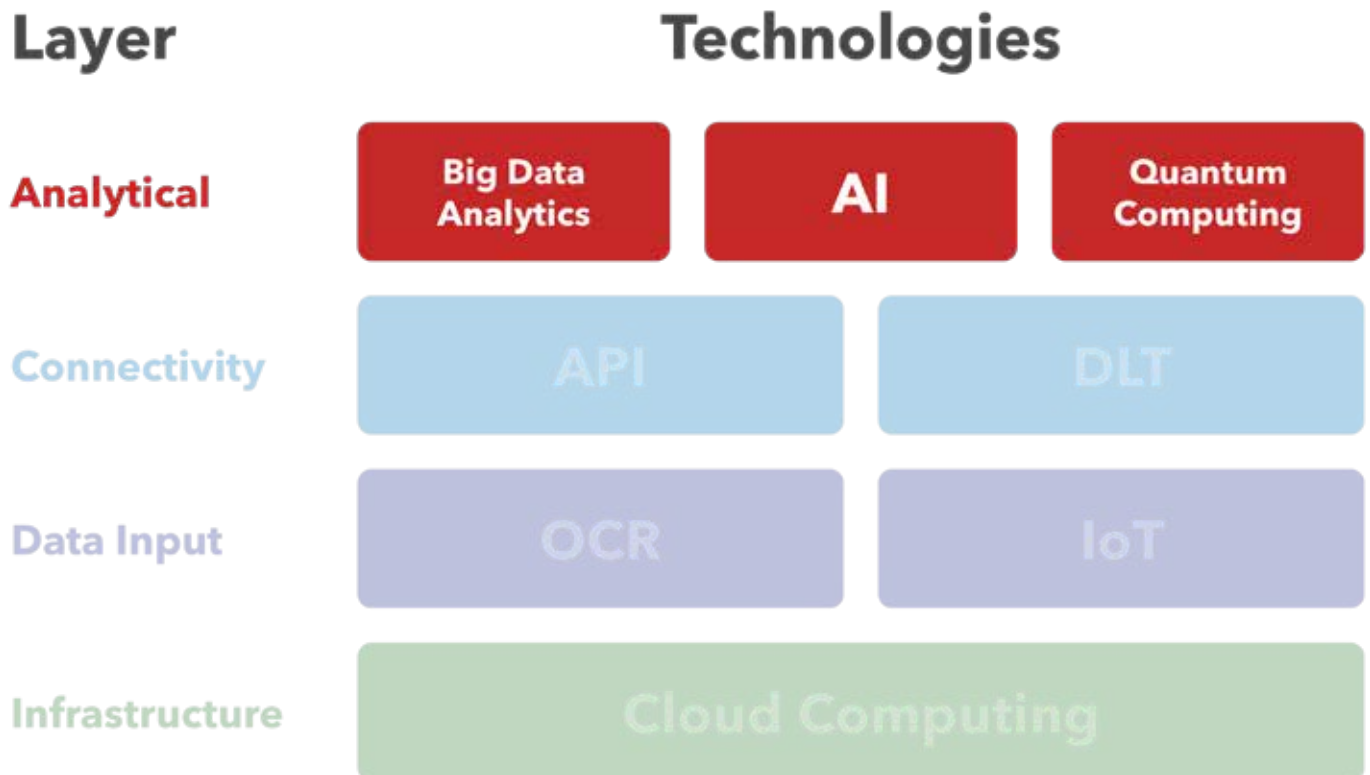 Layer Technologies
Analytical
Big Data
Analytics
AI
Quantum
Computing
Connectivity
API
DLT
Data Input
OCR
IoT
Infrastructure
Cloud Computing